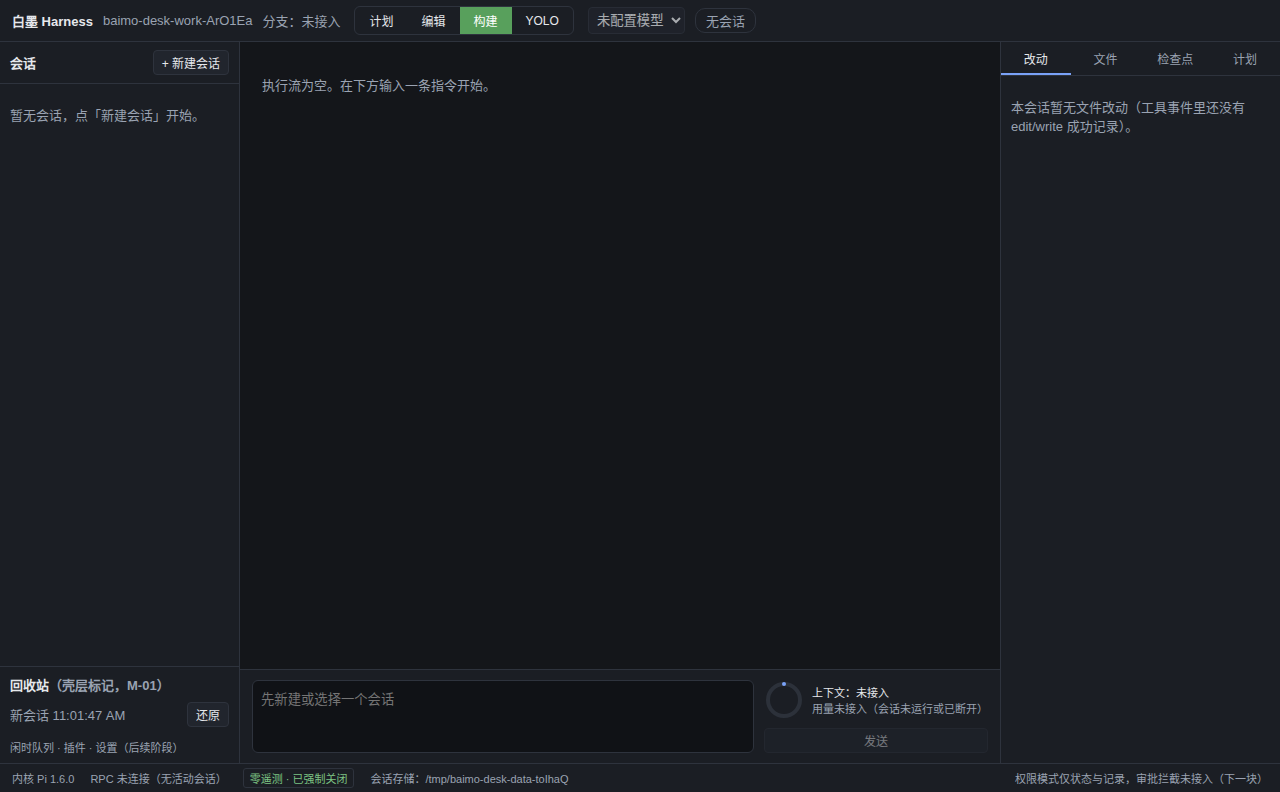 白墨 Harness baimo-desk-work-ArO1Ea 分支：未接入 计划 编辑 构建 YOLO 未配置模型 无会话
会话 + 新建会话
暂无会话，点「新建会话」开始。
执行流为空。在下方输入一条指令开始。
改动 文件 检查点 计划
本会话暂无文件改动（工具事件里还没有
edit/write 成功记录）。
回收站（壳层标记，M-01）
新会话 11:01:47 AM 还原
闲时队列 · 插件 · 设置（后续阶段）
先新建或选择一个会话
上下文：未接入
用量未接入（会话未运行或已断开）
发送
内核 Pi 1.6.0 RPC 未连接（无活动会话） 零遥测 · 已强制关闭 会话存储：/tmp/baimo-desk-data-toIhaQ 权限模式仅状态与记录，审批拦截未接入（下一块）